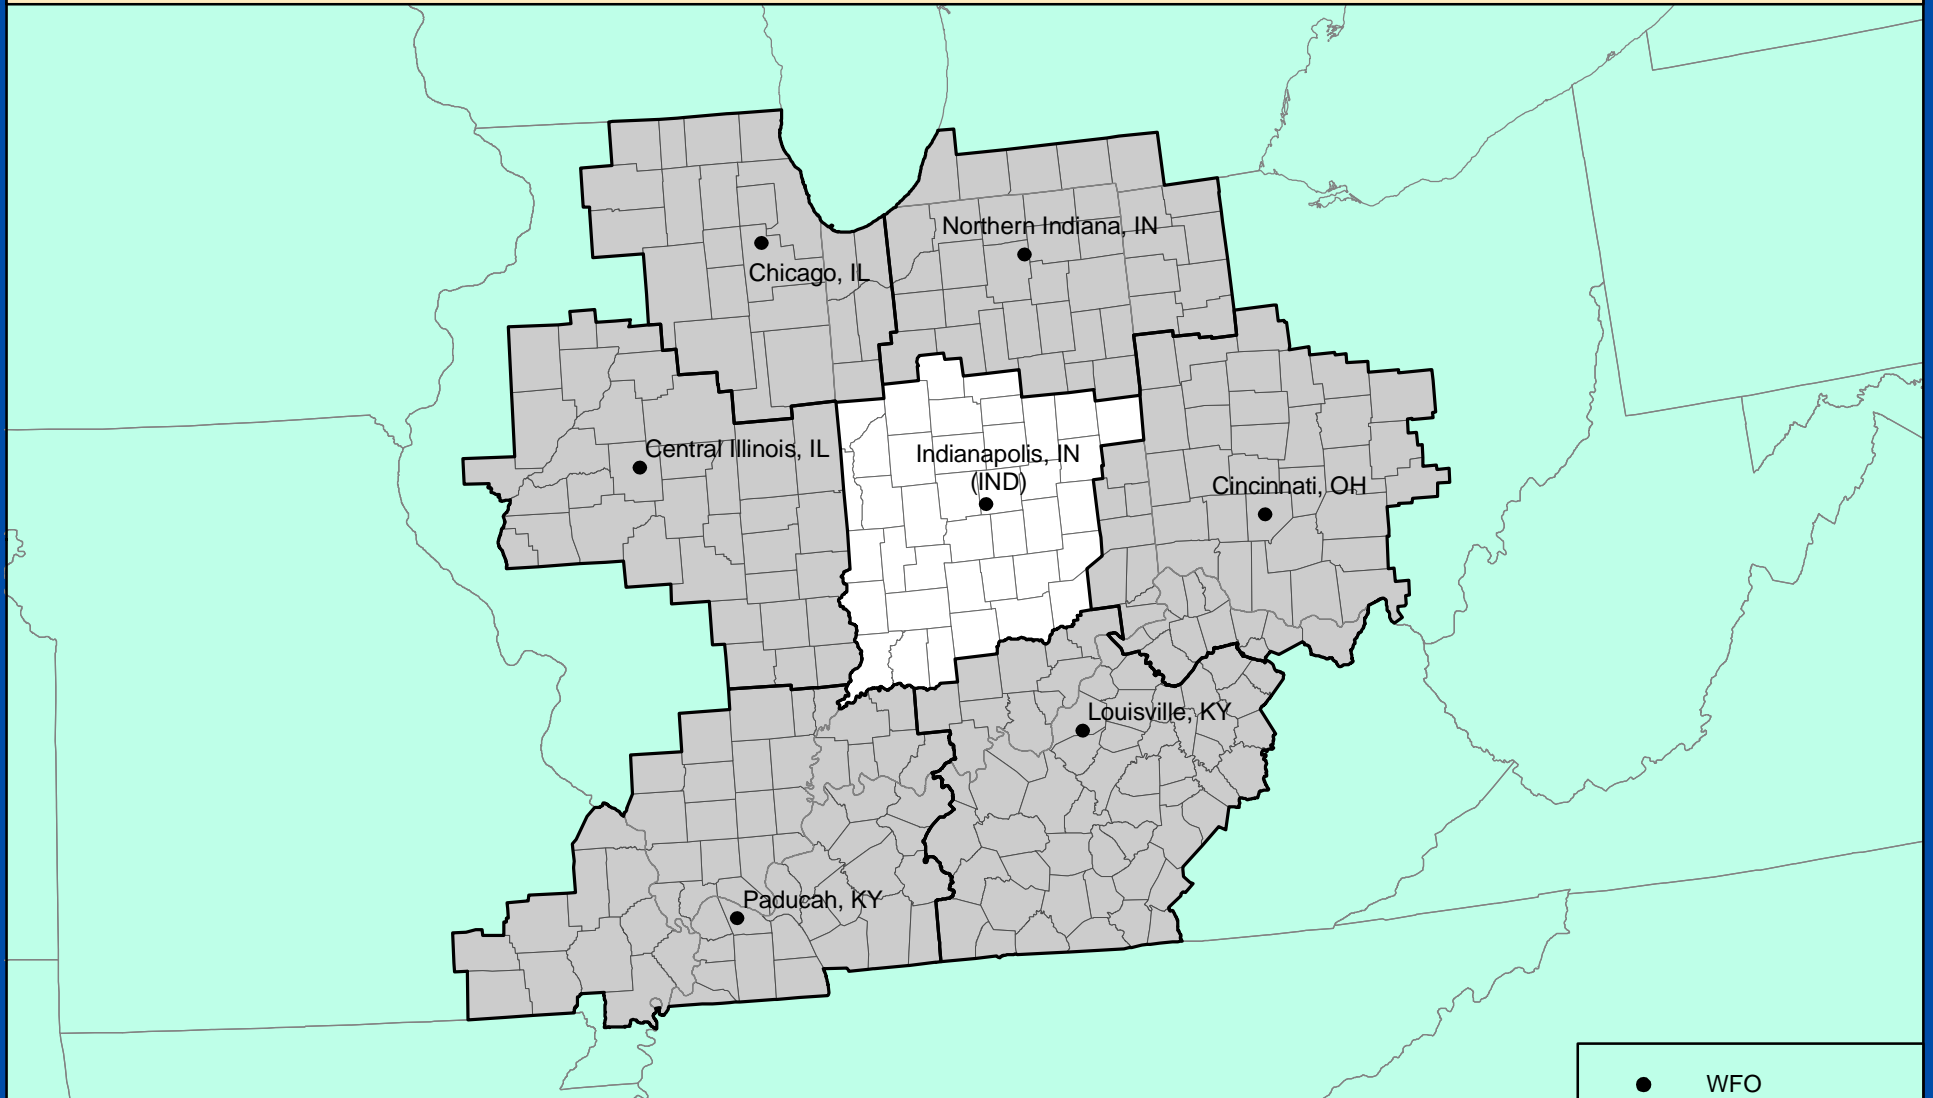 Northern Indiana, IN
Chicago, IL
Central Illinois, IL
Indianapolis, IN
(IND)
Cincinnati, OH
Louisville, KY
Paducah, KY
WFO